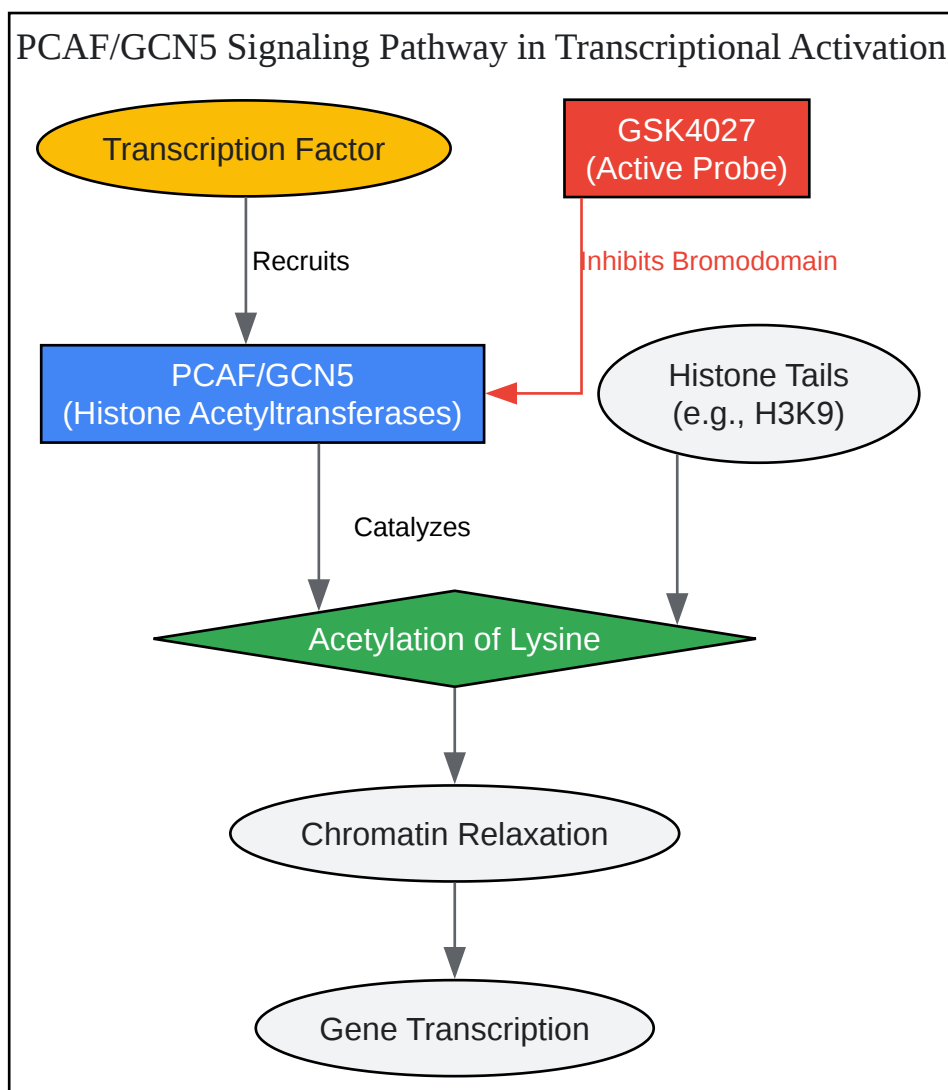 PCAF/GCN5 Signaling Pathway in Transcriptional Activation
Transcription Factor
GSK4027
(Active Probe)
Recruits
Inhibits Bromodomain
PCAF/GCN5
(Histone Acetyltransferases)
Histone Tails
(e.g., H3K9)
Catalyzes
Acetylation of Lysine
Chromatin Relaxation
Gene Transcription